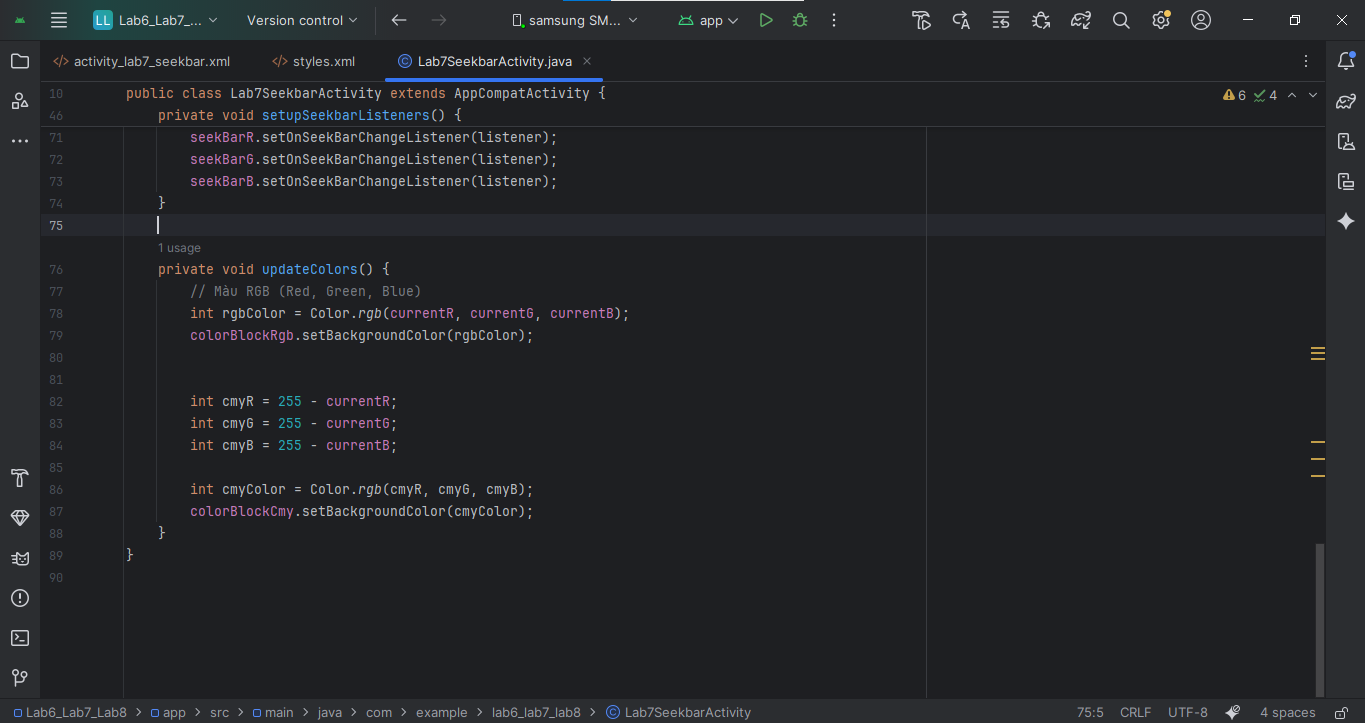 LL Lab6_Lab7_... Version control samsung SM... app
activity_lab7_seekbar.xml styles.xml Lab7SeekbarActivity.java
10 public class Lab7SeekbarActivity extends AppCompatActivity {
6 4
46 private void setupSeekbarListeners() {
71 seekBarR.setOnSeekBarChangeListener(listener);
72 seekBarG.setOnSeekBarChangeListener(listener);
73 seekBarB.setOnSeekBarChangeListener(listener);
74 }
75
1 usage
76 private void updateColors() {
77 // Màu RGB (Red, Green, Blue)
78 int rgbColor = Color.rgb(currentR, currentG, currentB);
79 colorBlockRgb.setBackgroundColor(rgbColor);
80
81
82 int cmyR = 255 - currentR;
83 int cmyG = 255 - currentG;
84 int cmyB = 255 - currentB;
85
86 int cmyColor = Color.rgb(cmyR, cmyG, cmyB);
87 colorBlockCmy.setBackgroundColor(cmyColor);
88 }
89 }
90
Lab6_Lab7_Lab8 > app > src > main > java > com > example > lab6_lab7_lab8 > Lab7SeekbarActivity 75:5 CRLF UTF-8 4 spaces